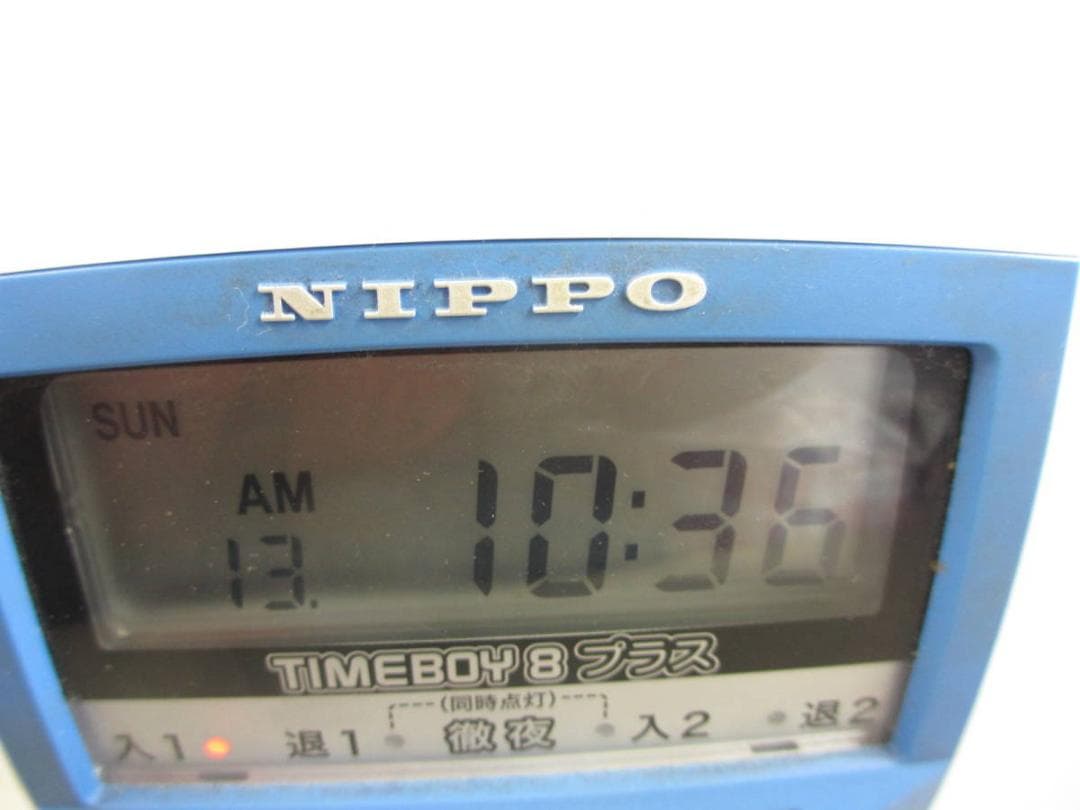 NIPPO
SUN
AM
13.
10:36
TIMEBOY 8 プラス
(同時点灯)
入1 退1 徹夜 入2 退2